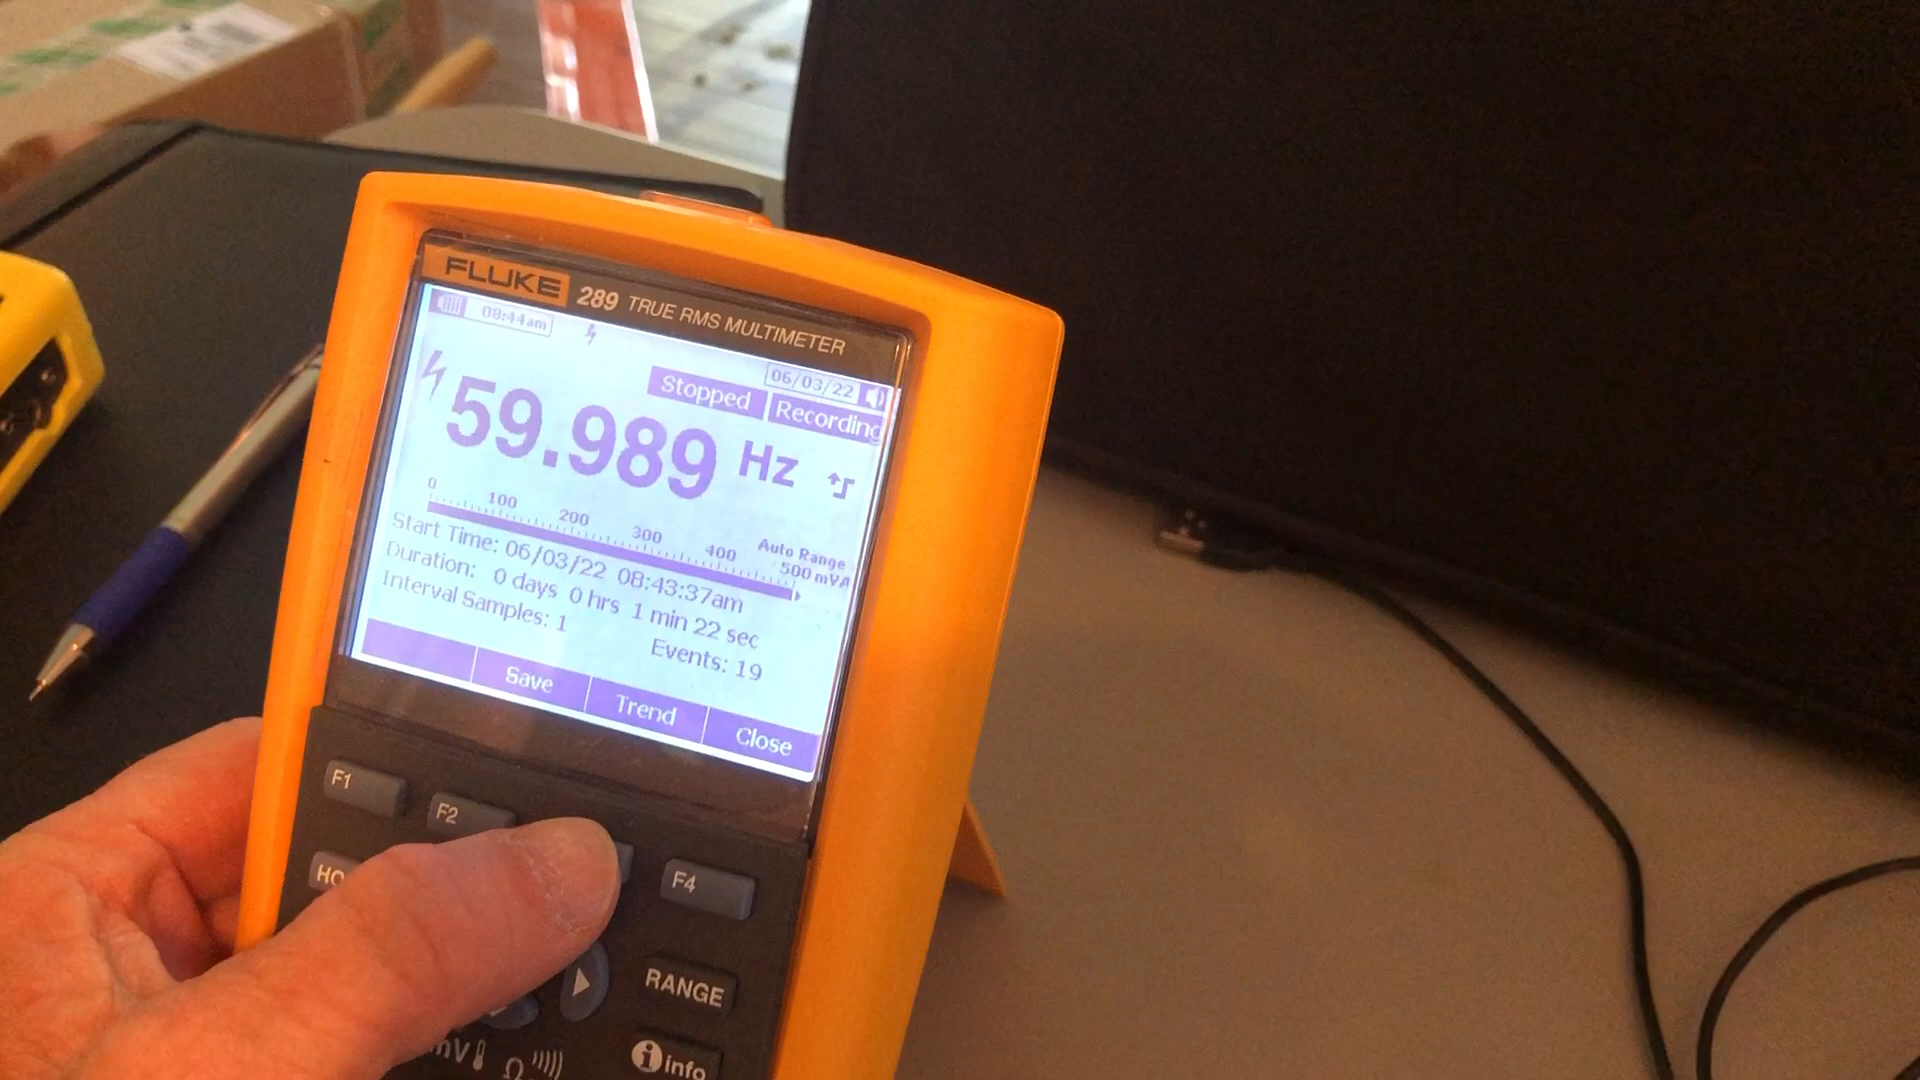 FLUKE 289 TRUE RMS MULTIMETER
08:44am
06/03/22
Stopped Recording
59.989 Hz
0 100 200 300 400
Auto Range
500 mVA
Start Time: 06/03/22 08:43:37am
Duration: 0 days 0 hrs 1 min 22 sec
Interval Samples: 1
Events: 19
Save Trend Close
F1 F2 F4
HO
RANGE
mV Ω
i info